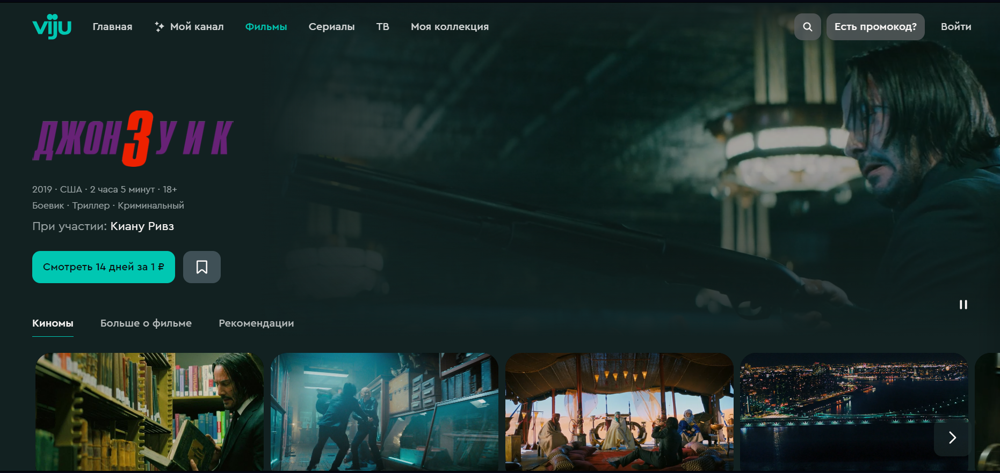 viju
Главная
Мой канал
Фильмы
Сериалы
ТВ
Моя коллекция
Есть промокод?
Войти
ДЖОН 3 УИК
2019 · США · 2 часа 5 минут · 18+
Боевик · Триллер · Криминальный
При участии: Киану Ривз
Смотреть 14 дней за 1 ₽
Киномы
Больше о фильме
Рекомендации